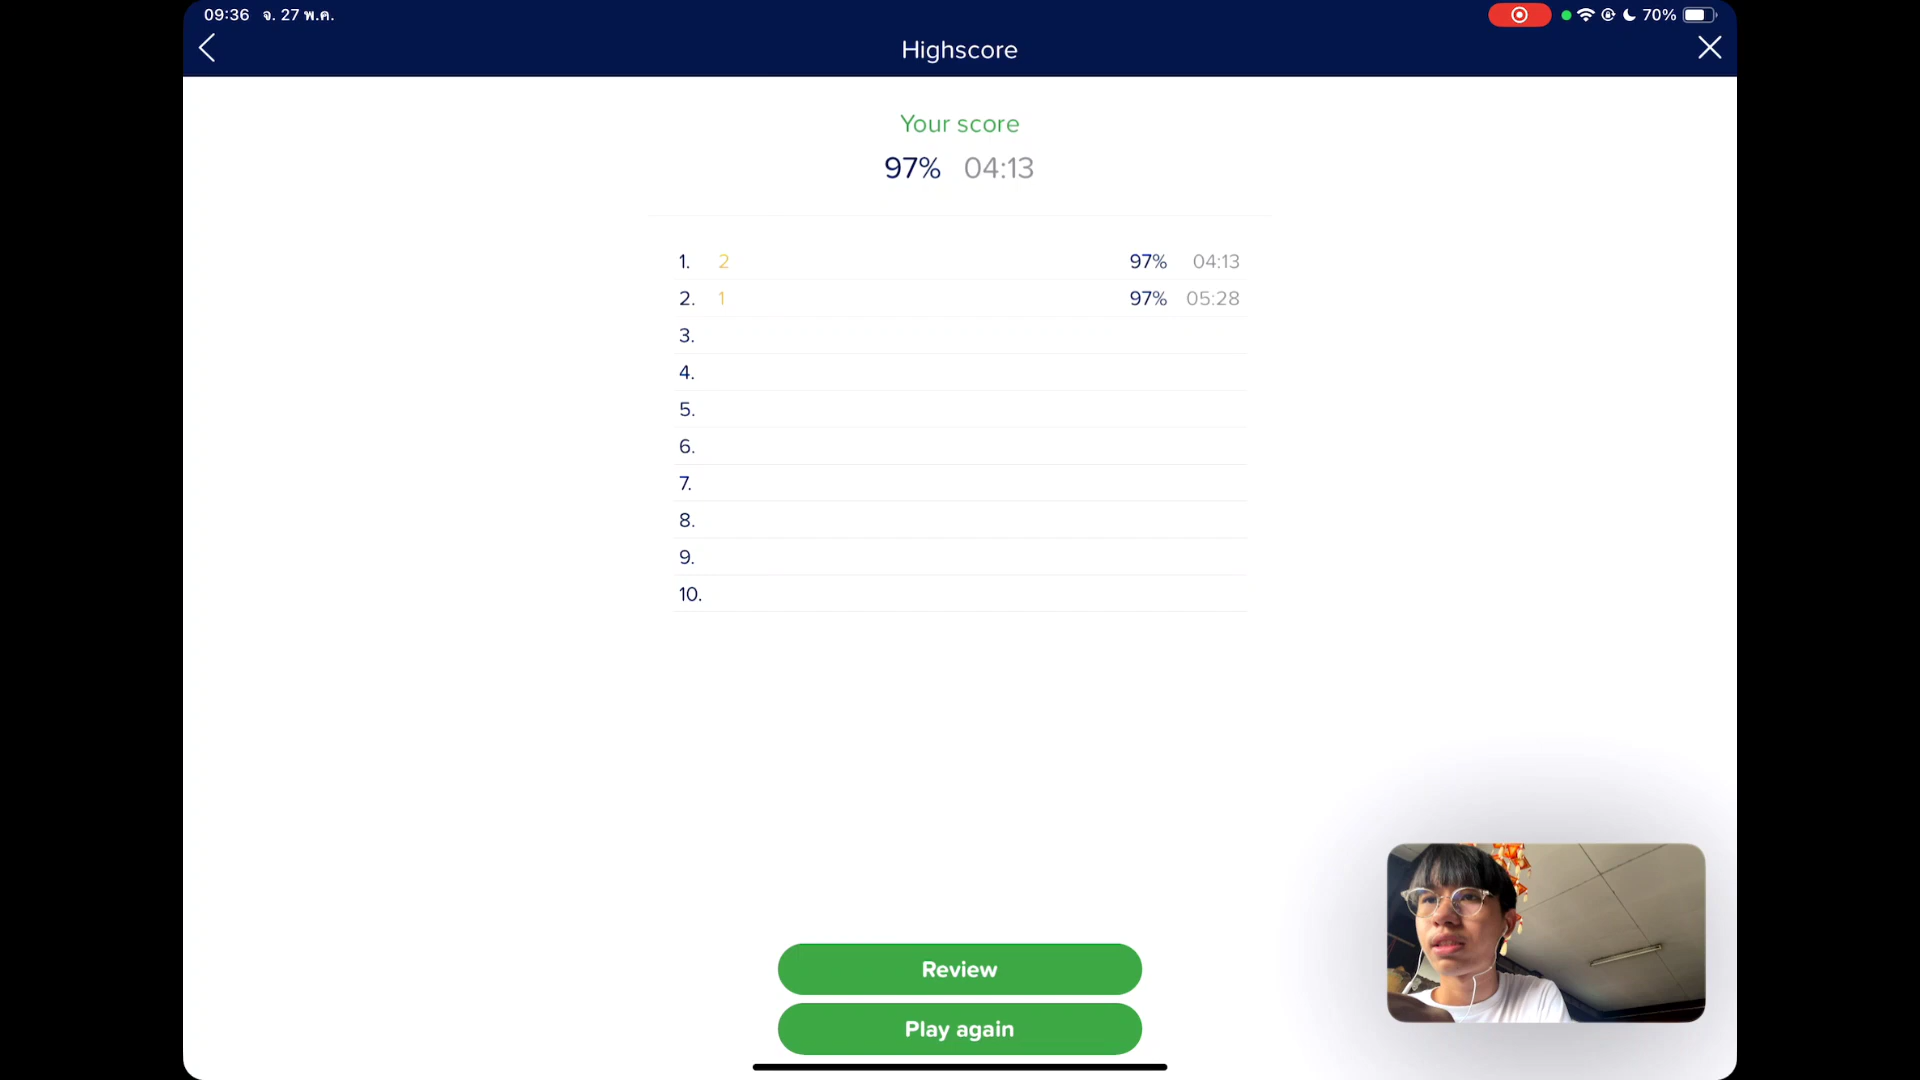 09:36 จ. 27 พ.ค. 70%
Highscore
Your score
97% 04:13
1. 2 97% 04:13
2. 1 97% 05:28
3.
4.
5.
6.
7.
8.
9.
10.
Review
Play again